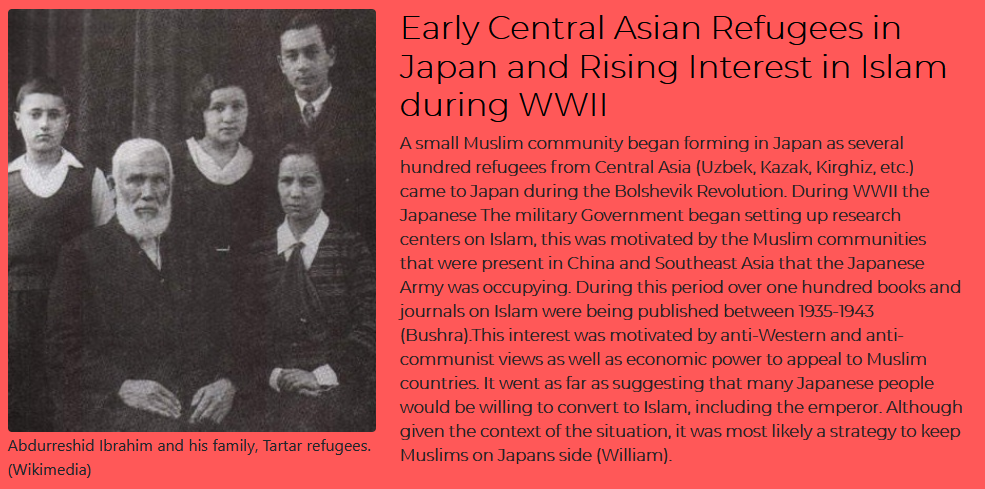 Early Central Asian Refugees in
Japan and Rising Interest in Islam
during WWII
A small Muslim community began forming in Japan as several
hundred refugees from Central Asia (Uzbek, Kazak, Kirghiz, etc.)
came to Japan during the Bolshevik Revolution. During WWII the
Japanese The military Government began setting up research
centers on Islam, this was motivated by the Muslim communities
that were present in China and Southeast Asia that the Japanese
Army was occupying. During this period over one hundred books and
journals on Islam were being published between 1935-1943
(Bushra).This interest was motivated by anti-Western and anti-
communist views as well as economic power to appeal to Muslim
countries. It went as far as suggesting that many Japanese people
would be willing to convert to Islam, including the emperor. Although
given the context of the situation, it was most likely a strategy to keep
Muslims on Japans side (William).
Abdurreshid Ibrahim and his family, Tartar refugees.
(Wikimedia)